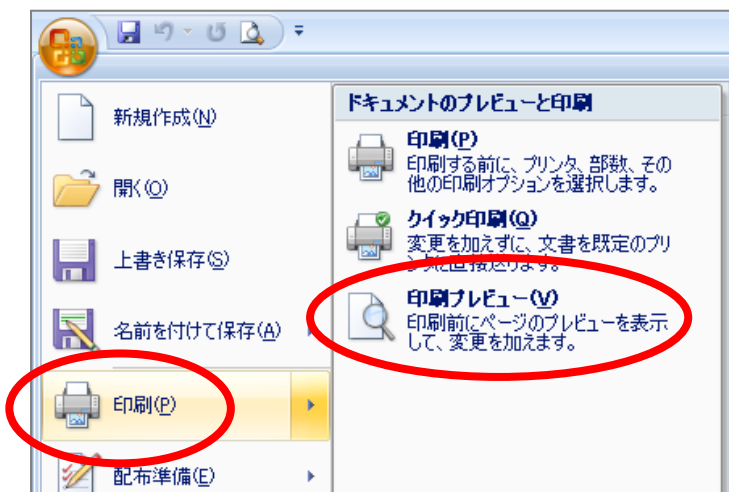 新規作成(N)
開く(O)
上書き保存(S)
名前を付けて保存(A)
印刷(P)
配布準備(E)
ドキュメントのプレビューと印刷
印刷(P)
印刷する前に、プリンタ、部数、その
他の印刷オプションを選択します。
クイック印刷(Q)
変更を加えずに、文書を既定のプリ
ンタに直接送ります。
印刷プレビュー(V)
印刷前にページのプレビューを表示
して、変更を加えます。